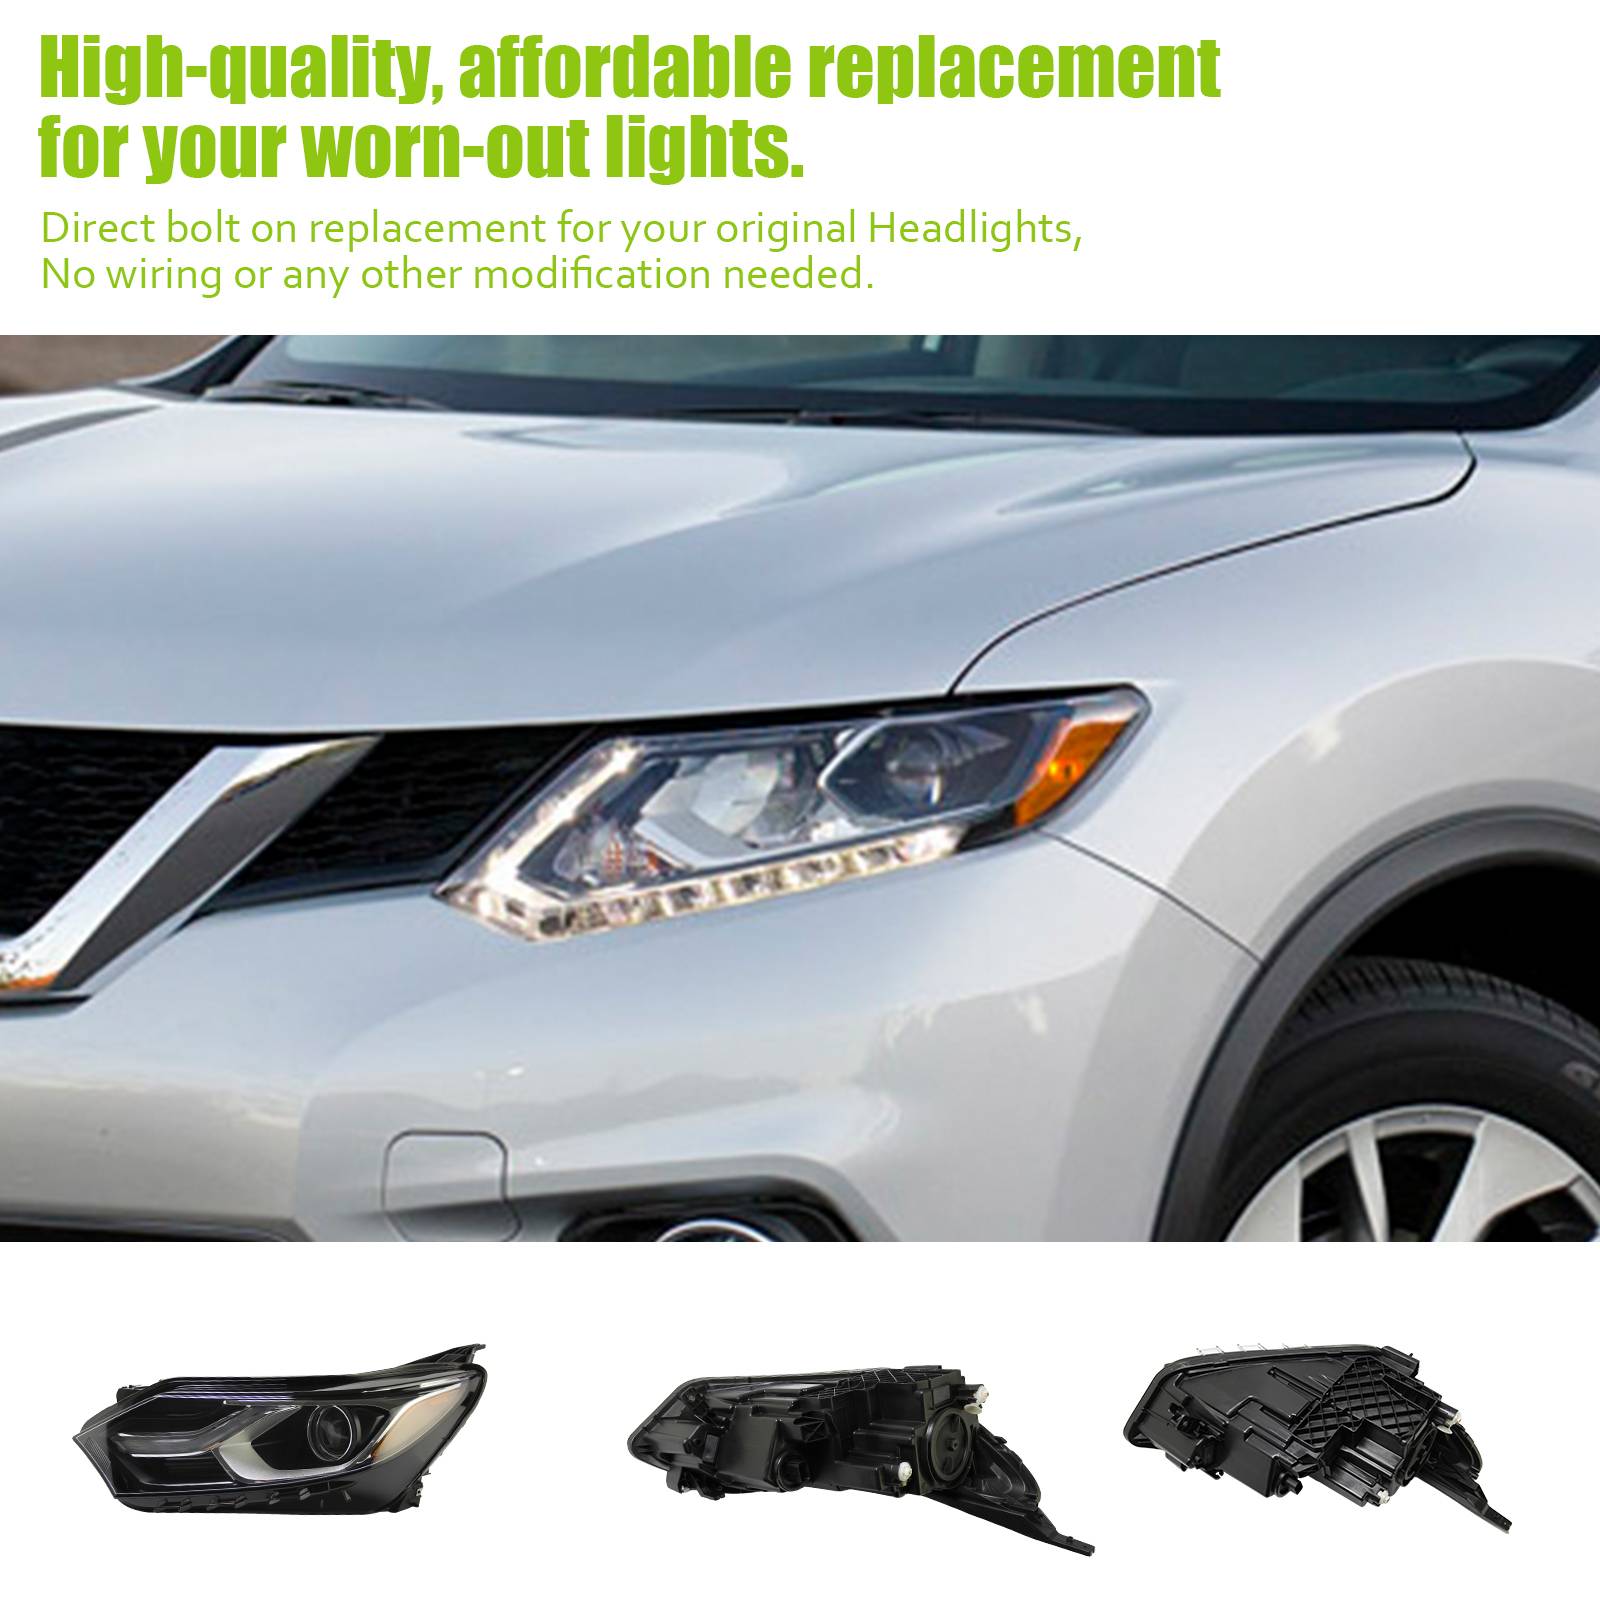 High-quality, affordable replacement
for your worn-out lights.
Direct bolt on replacement for your original Headlights,
No wiring or any other modification needed.